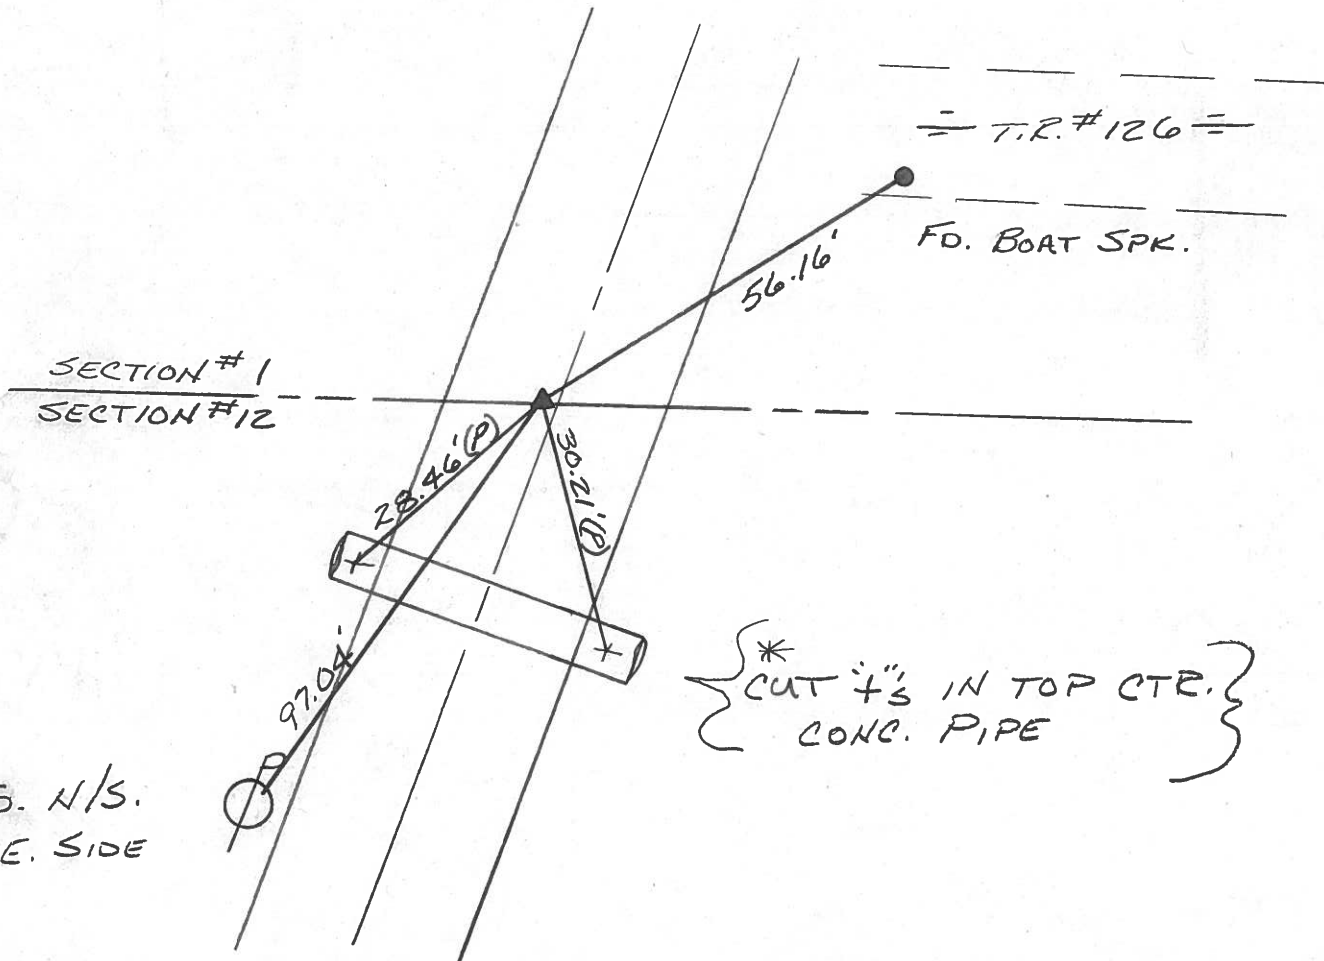 T.R. #126
FD. BOAT SPK.
56.16'
SECTION #1
SECTION #12
28.46'(P)
30.21'(P)
97.04'
*
CUT "+"s IN TOP CTR.
CONC. PIPE
P
N/S.
E. SIDE